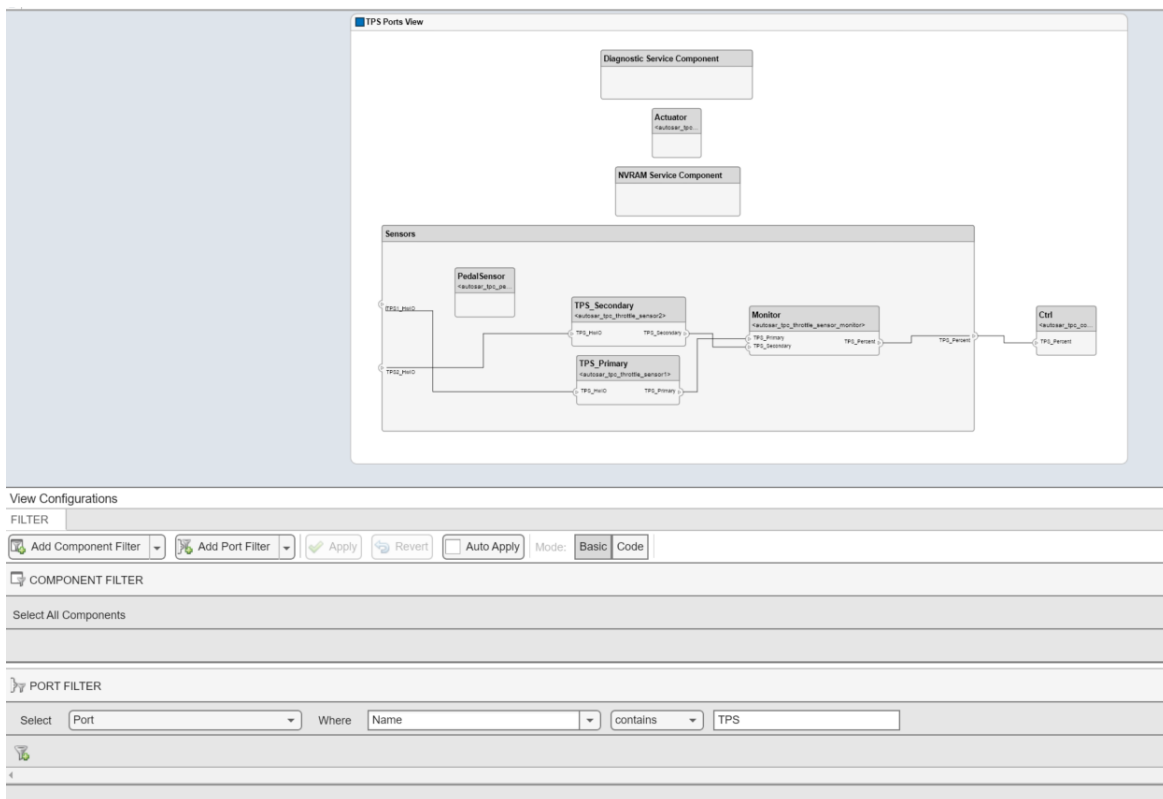 TPS Ports View
Diagnostic Service Component
Actuator
<autosar_tpc...
NVRAM Service Component
Sensors
PedalSensor
<autosar_tpc_pe...
TPS1_HwIO
TPS_Secondary
<autosar_tpc_throttle_sensor2>
TPS_HwIO TPS_Secondary
Monitor
<autosar_tpc_throttle_sensor_monitor>
TPS_Primary
TPS_Secondary
TPS_Percent
TPS_Percent
Ctrl
<autosar_tpc_co...
TPS_Percent
TPS2_HwIO
TPS_Primary
<autosar_tpc_throttle_sensor1>
TPS_HwIO TPS_Primary
View Configurations
FILTER
Add Component Filter Add Port Filter Apply Revert Auto Apply Mode: Basic Code
COMPONENT FILTER
Select All Components
PORT FILTER
Select Port Where Name contains TPS